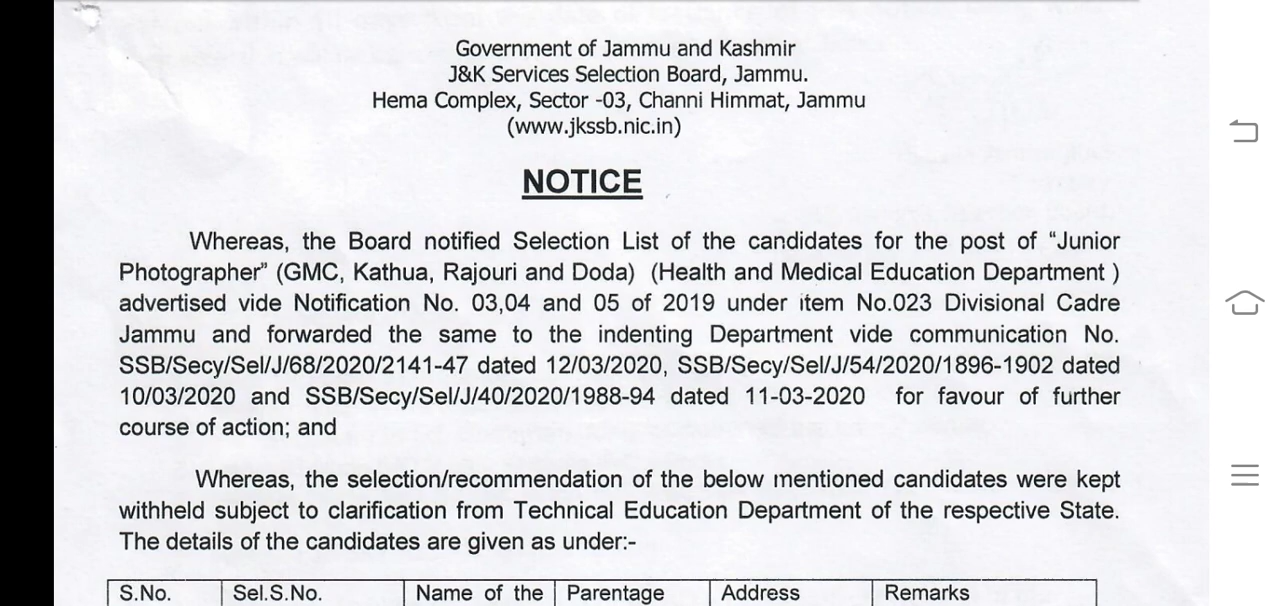 Government of Jammu and Kashmir
J&K Services Selection Board, Jammu.
Hema Complex, Sector -03, Channi Himmat, Jammu
(www.jkssb.nic.in)
NOTICE
Whereas, the Board notified Selection List of the candidates for the post of “Junior
Photographer” (GMC, Kathua, Rajouri and Doda) (Health and Medical Education Department )
advertised vide Notification No. 03,04 and 05 of 2019 under item No.023 Divisional Cadre
Jammu and forwarded the same to the indenting Department vide communication No.
SSB/Secy/Sel/J/68/2020/2141-47 dated 12/03/2020, SSB/Secy/Sel/J/54/2020/1896-1902 dated
10/03/2020 and SSB/Secy/Sel/J/40/2020/1988-94 dated 11-03-2020 for favour of further
course of action; and
Whereas, the selection/recommendation of the below mentioned candidates were kept
withheld subject to clarification from Technical Education Department of the respective State.
The details of the candidates are given as under:-
S.No. Sel.S.No. Name of the Parentage Address Remarks